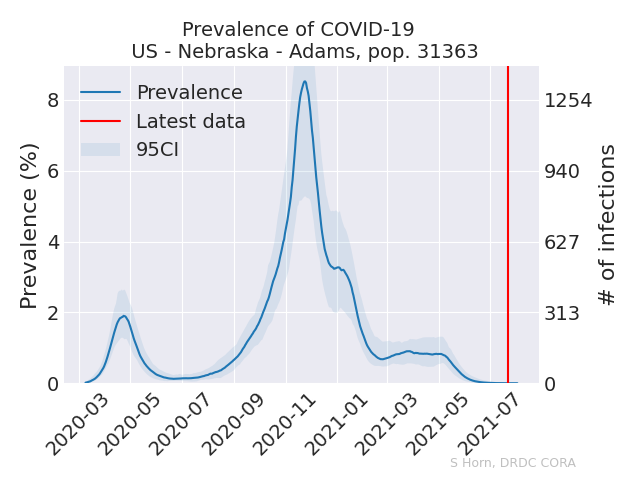 Prevalence of COVID-19
US - Nebraska - Adams, pop. 31363
Prevalence
Latest data
95CI
Prevalence (%)
8
6
4
2
0
1254
940
627
313
0
# of infections
2020-03
2020-05
2020-07
2020-09
2020-11
2021-01
2021-03
2021-05
2021-07
S Horn, DRDC CORA